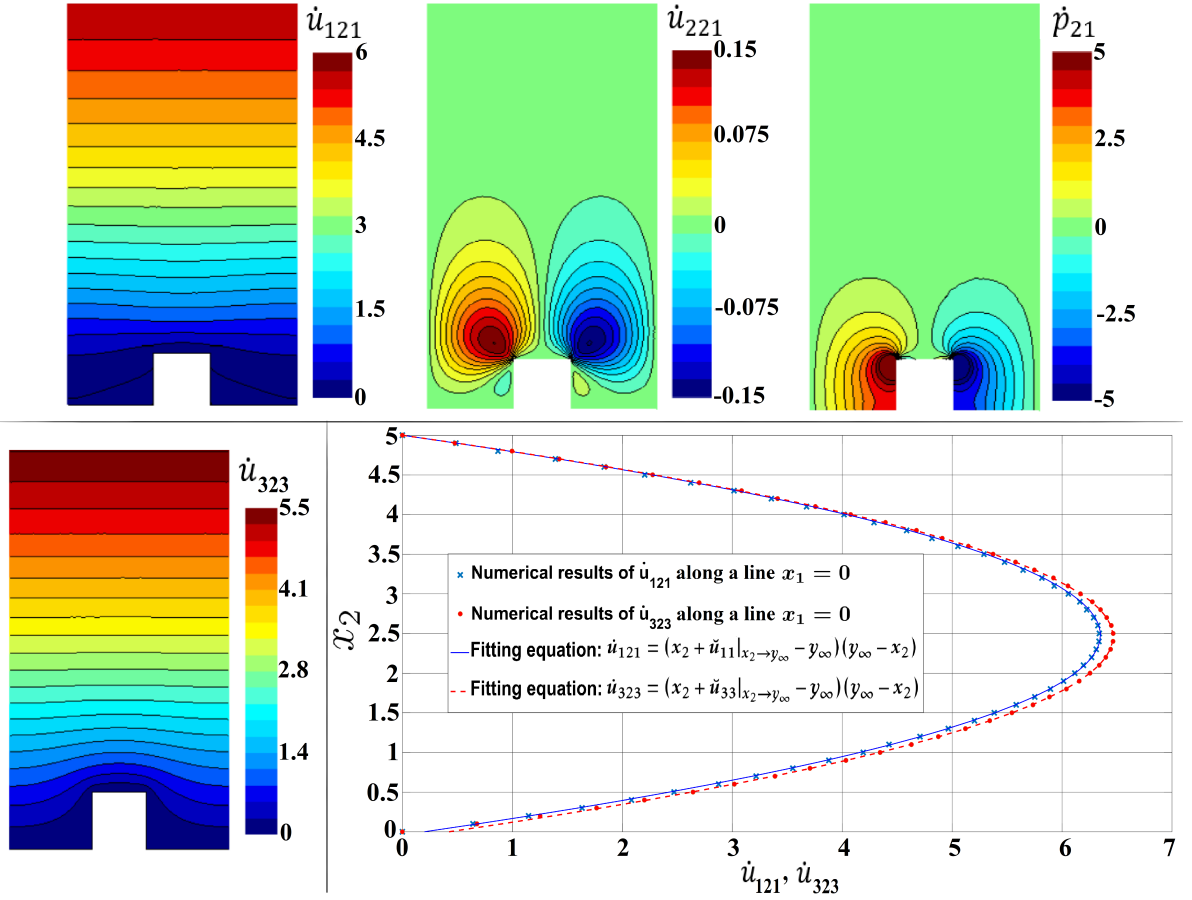 u̇₁₂₁
6
4.5
3
1.5
0
u̇₂₂₁
0.15
0.075
0
-0.075
-0.15
ṗ₂₁
5
2.5
0
-2.5
-5
u̇₃₂₃
5.5
4.1
2.8
1.4
0
x₂
5
4.5
4
3.5
3
2.5
2
1.5
1
0.5
0
Numerical results of u̇₁₂₁ along a line x₁ = 0
Numerical results of u̇₃₂₃ along a line x₁ = 0
Fitting equation: u̇₁₂₁ = (x₂ + ŭ₁₁|x₂→y∞ − y∞)(y∞ − x₂)
Fitting equation: u̇₃₂₃ = (x₂ + ŭ₃₃|x₂→y∞ − y∞)(y∞ − x₂)
0 1 2 3 4 5 6 7
u̇₁₂₁, u̇₃₂₃